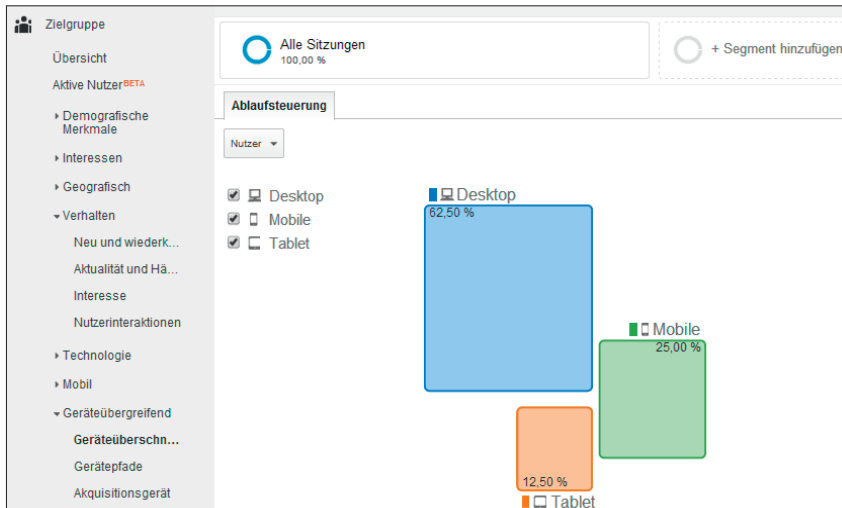 Zielgruppe
Übersicht
Aktive NutzerBETA
Demografische
Merkmale
Interessen
Geografisch
Verhalten
Neu und wiederk...
Aktualität und Hä...
Interesse
Nutzerinteraktionen
Technologie
Mobil
Geräteübergreifend
Geräteüberschn...
Gerätepfade
Akquisitionsgerät
Alle Sitzungen
100,00 %
+ Segment hinzufügen
Ablaufsteuerung
Nutzer
Desktop
Mobile
Tablet
Desktop
62,50 %
Mobile
25,00 %
12,50 %
Tablet